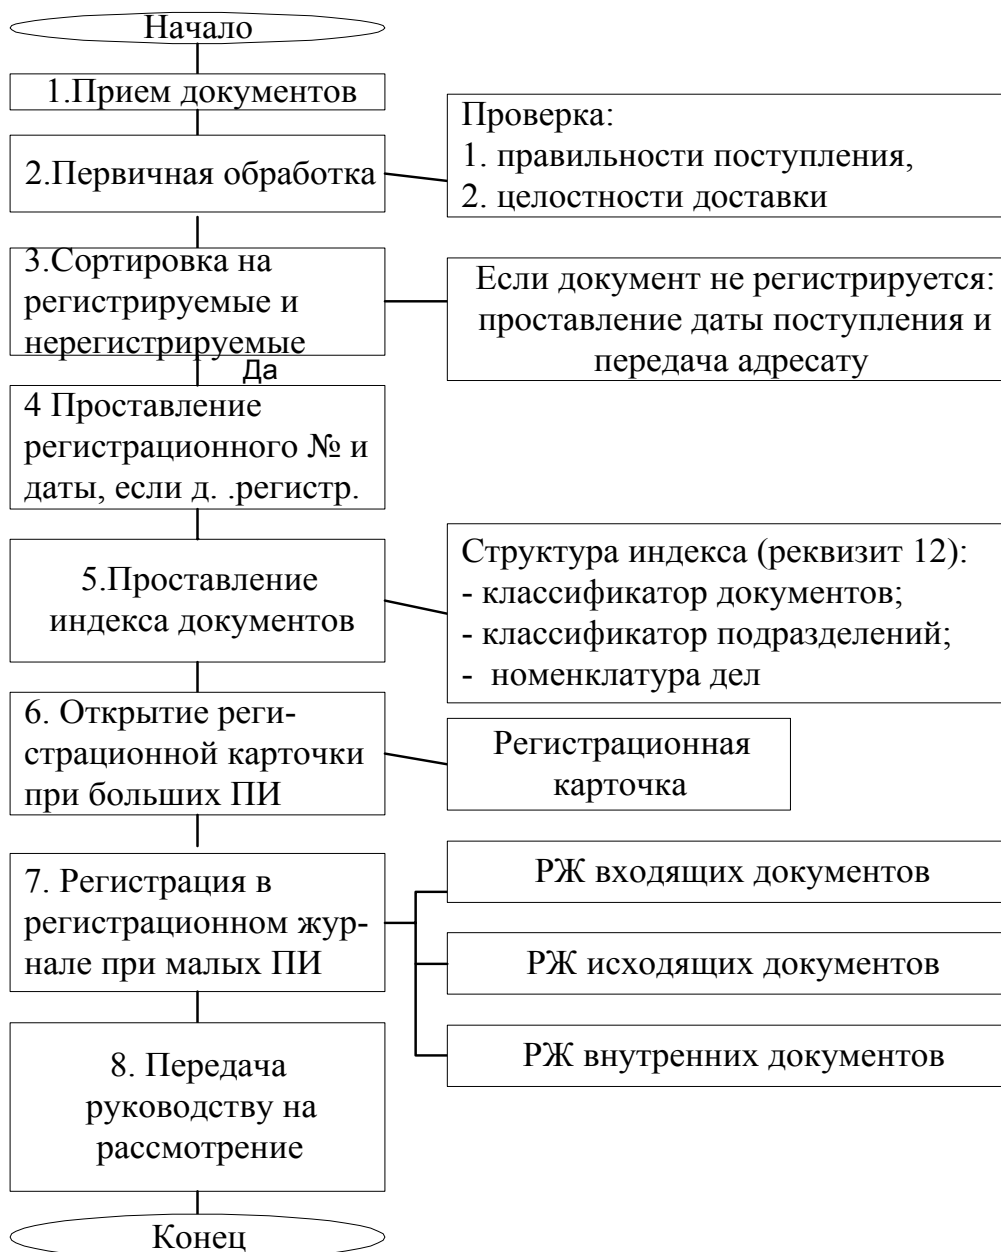 Начало
1.Прием документов
2.Первичная обработка
Проверка:
1. правильности поступления,
2. целостности доставки
3.Сортировка на
регистрируемые и
нерегистрируемые
Если документ не регистрируется:
проставление даты поступления и
передача адресату
Да
4 Проставление
регистрационного № и
даты, если д. .регистр.
5.Проставление
индекса документов
Структура индекса (реквизит 12):
- классификатор документов;
- классификатор подразделений;
- номенклатура дел
6. Открытие реги-
страционной карточки
при больших ПИ
Регистрационная
карточка
7. Регистрация в
регистрационном жур-
нале при малых ПИ
РЖ входящих документов
РЖ исходящих документов
РЖ внутренних документов
8. Передача
руководству на
рассмотрение
Конец